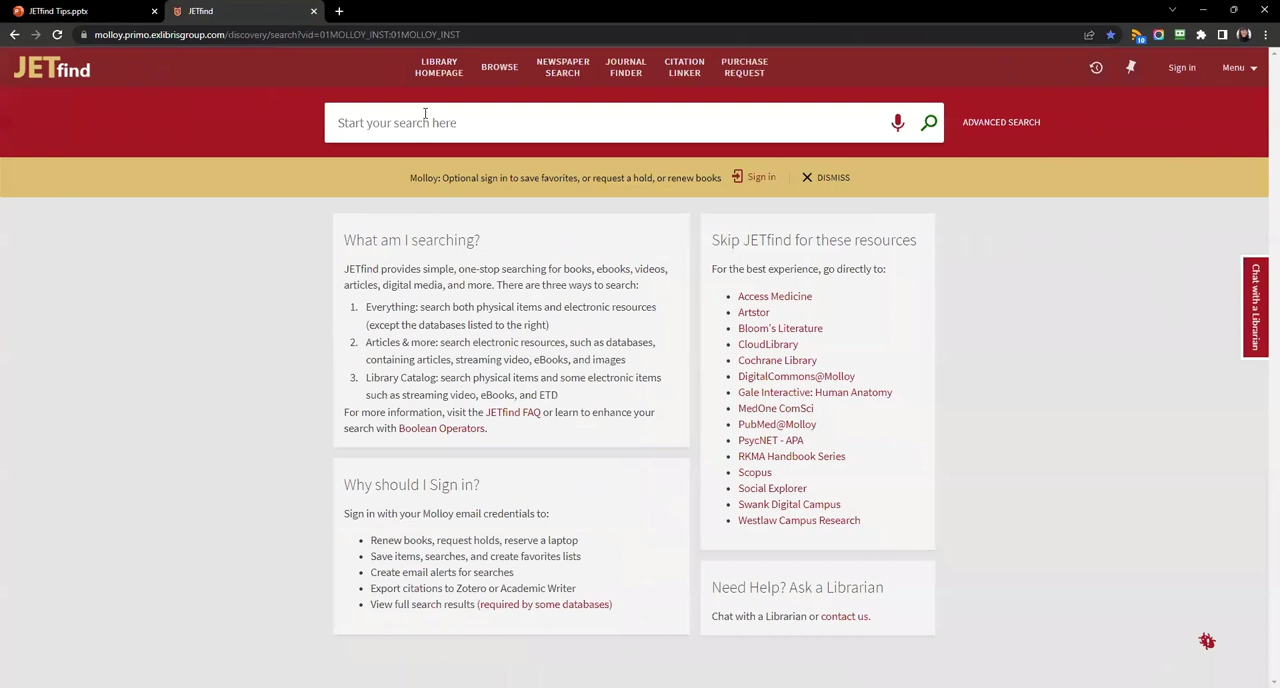 JETfind Tips.pptx
JETfind
molloy.primo.exlibrisgroup.com/discovery/search?vid=01MOLLOY_INST:01MOLLOY_INST
10
JETfind
LIBRARY HOMEPAGE
BROWSE
NEWSPAPER SEARCH
JOURNAL FINDER
CITATION LINKER
PURCHASE REQUEST
Sign in
Menu
Start your search here
ADVANCED SEARCH
Molloy: Optional sign in to save favorites, or request a hold, or renew books
Sign in
DISMISS
What am I searching?
JETfind provides simple, one-stop searching for books, ebooks, videos,
articles, digital media, and more. There are three ways to search:
1. Everything: search both physical items and electronic resources
(except the databases listed to the right)
2. Articles & more: search electronic resources, such as databases,
containing articles, streaming video, eBooks, and images
3. Library Catalog: search physical items and some electronic items
such as streaming video, eBooks, and ETD
For more information, visit the JETfind FAQ or learn to enhance your
search with Boolean Operators.
Why should I Sign in?
Sign in with your Molloy email credentials to:
• Renew books, request holds, reserve a laptop
• Save items, searches, and create favorites lists
• Create email alerts for searches
• Export citations to Zotero or Academic Writer
• View full search results (required by some databases)
Skip JETfind for these resources
For the best experience, go directly to:
• Access Medicine
• Artstor
• Bloom's Literature
• CloudLibrary
• Cochrane Library
• DigitalCommons@Molloy
• Gale Interactive: Human Anatomy
• MedOne ComSci
• PubMed@Molloy
• PsycNET - APA
• RKMA Handbook Series
• Scopus
• Social Explorer
• Swank Digital Campus
• Westlaw Campus Research
Need Help? Ask a Librarian
Chat with a Librarian or contact us.
Chat with a Librarian